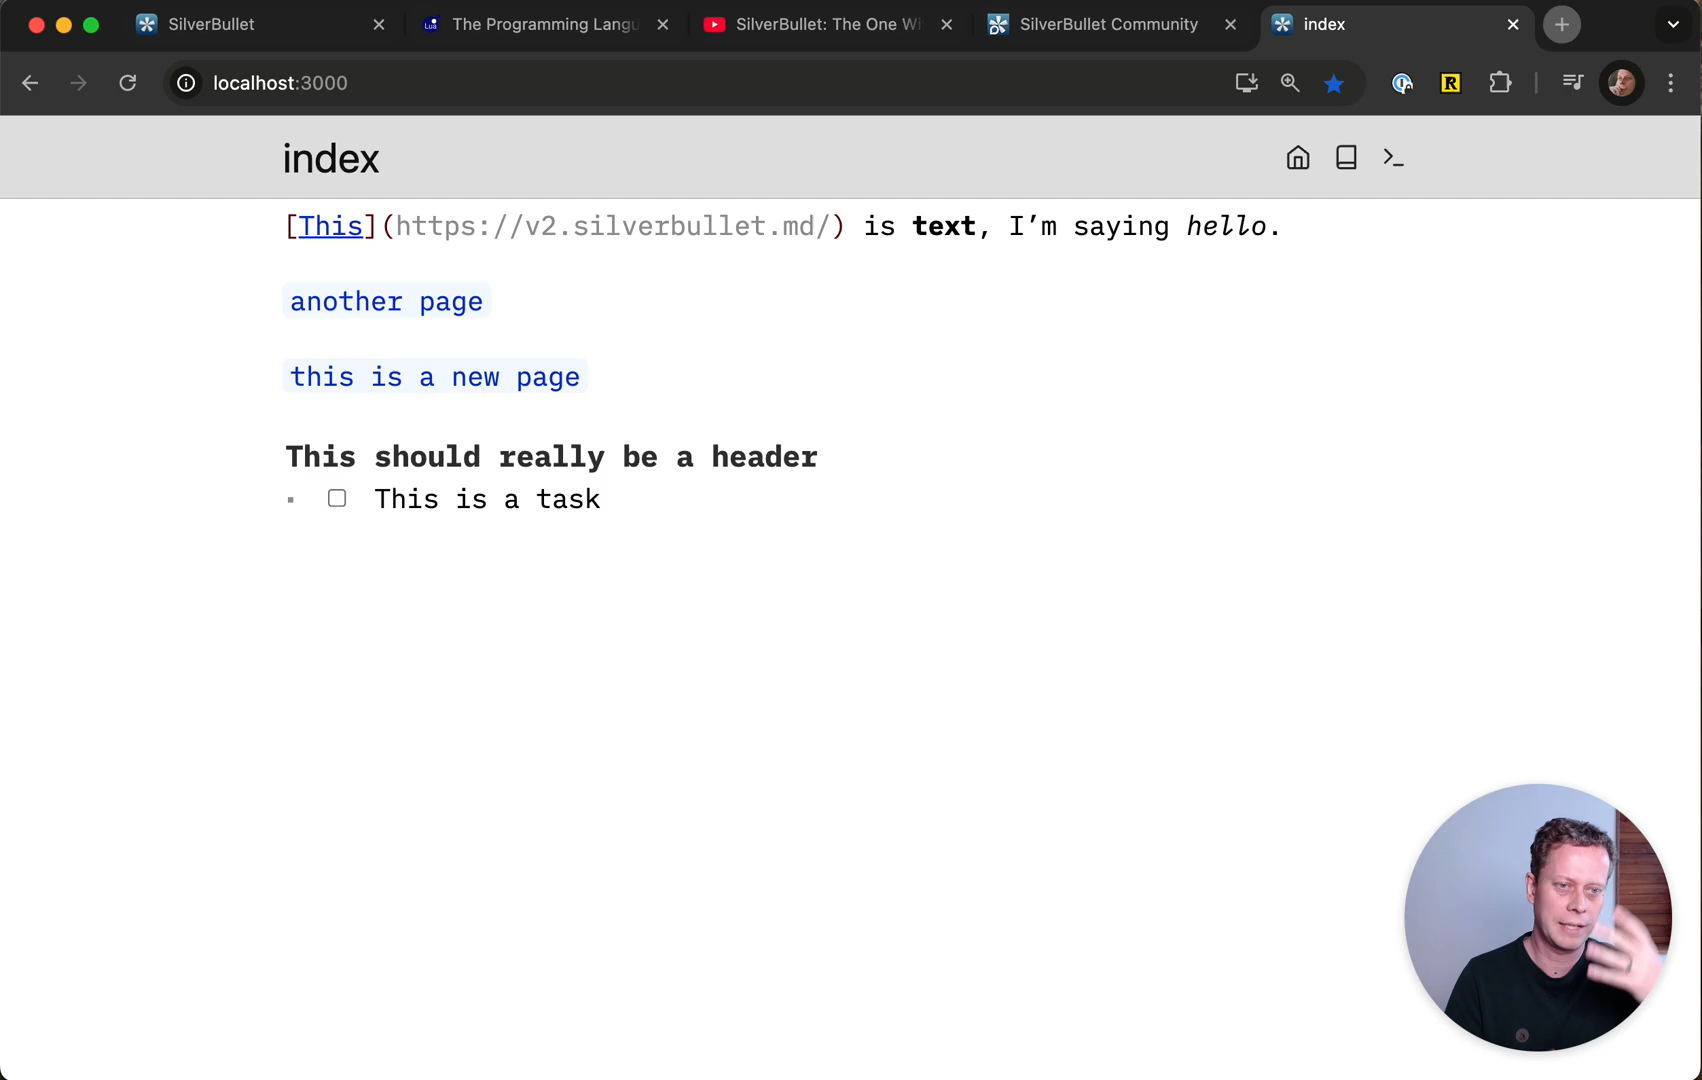 SilverBullet
The Programming Langu
SilverBullet: The One Wi
SilverBullet Community
index
localhost:3000
index
[This](https://v2.silverbullet.md/) is text, I’m saying hello.
another page
this is a new page
This should really be a header
This is a task